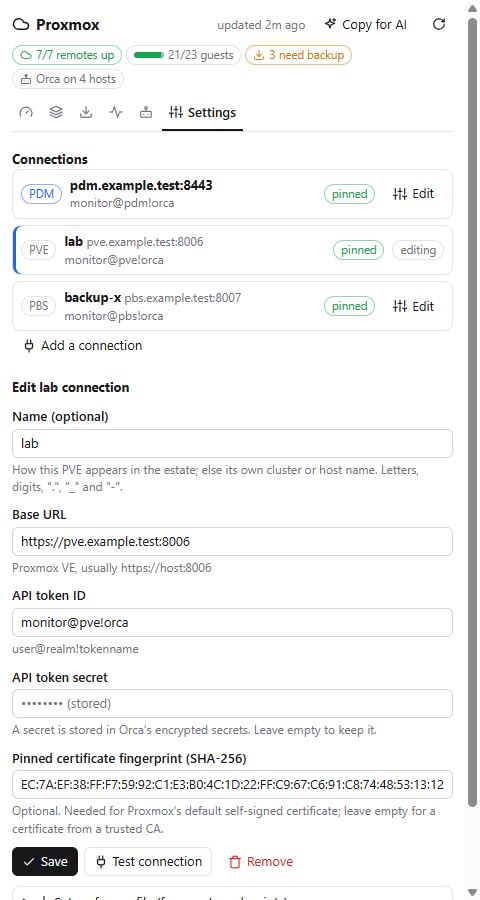 Proxmox updated 2m ago Copy for AI
7/7 remotes up 21/23 guests 3 need backup
Orca on 4 hosts
Settings
Connections
PDM pdm.example.test:8443 pinned Edit
monitor@pdm!orca
PVE lab pve.example.test:8006 pinned editing
monitor@pve!orca
PBS backup-x pbs.example.test:8007 pinned Edit
monitor@pbs!orca
Add a connection
Edit lab connection
Name (optional)
lab
How this PVE appears in the estate; else its own cluster or host name. Letters,
digits, ".", "_" and "-".
Base URL
https://pve.example.test:8006
Proxmox VE, usually https://host:8006
API token ID
monitor@pve!orca
user@realm!tokenname
API token secret
•••••••• (stored)
A secret is stored in Orca's encrypted secrets. Leave empty to keep it.
Pinned certificate fingerprint (SHA-256)
EC:7A:EF:38:FF:F7:59:92:C1:E3:B0:4C:1D:22:FF:C9:67:C6:91:C8:74:48:53:13:12
Optional. Needed for Proxmox's default self-signed certificate; leave empty for a
certificate from a trusted CA.
Save Test connection Remove